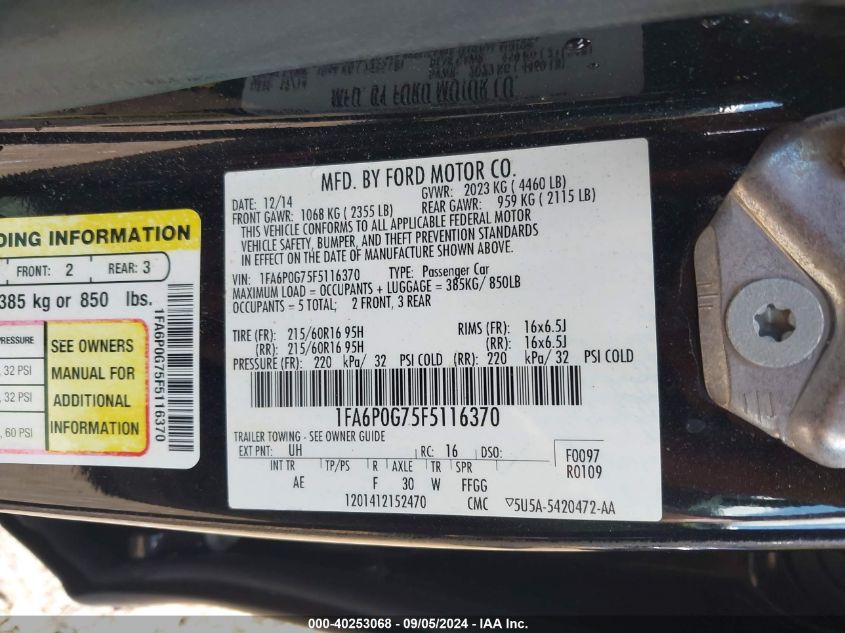 MFD. BY FORD MOTOR CO.
DATE: 12/14 GVWR: 2023 KG ( 4460 LB)
FRONT GAWR: 1068 KG ( 2355 LB) REAR GAWR: 959 KG ( 2115 LB)
THIS VEHICLE CONFORMS TO ALL APPLICABLE FEDERAL MOTOR
VEHICLE SAFETY, BUMPER, AND THEFT PREVENTION STANDARDS
IN EFFECT ON THE DATE OF MANUFACTURE SHOWN ABOVE.
VIN: 1FA6P0G75F5116370 TYPE: Passenger Car
MAXIMUM LOAD = OCCUPANTS + LUGGAGE = 385KG/ 850LB
OCCUPANTS = 5 TOTAL; 2 FRONT, 3 REAR
TIRE (FR): 215/60R16 95H RIMS (FR): 16x6.5J
(RR): 215/60R16 95H (RR): 16x6.5J
PRESSURE (FR): 220 kPa/ 32 PSI COLD (RR): 220 kPa/ 32 PSI COLD
1FA6P0G75F5116370
TRAILER TOWING - SEE OWNER GUIDE
EXT PNT: UH RC: 16 DSO: F0097
R0109
INT TR TP/PS R AXLE TR SPR
AE F 30 W FFGG
1201412152470 CMC 5U5A-5420472-AA
DING INFORMATION
FRONT: 2 REAR: 3
385 kg or 850 lbs.
PRESSURE
, 32 PSI
, 32 PSI
, 60 PSI
SEE OWNERS
MANUAL FOR
ADDITIONAL
INFORMATION
1FA6P0G75F5116370
000-40253068 - 09/05/2024 - IAA Inc.